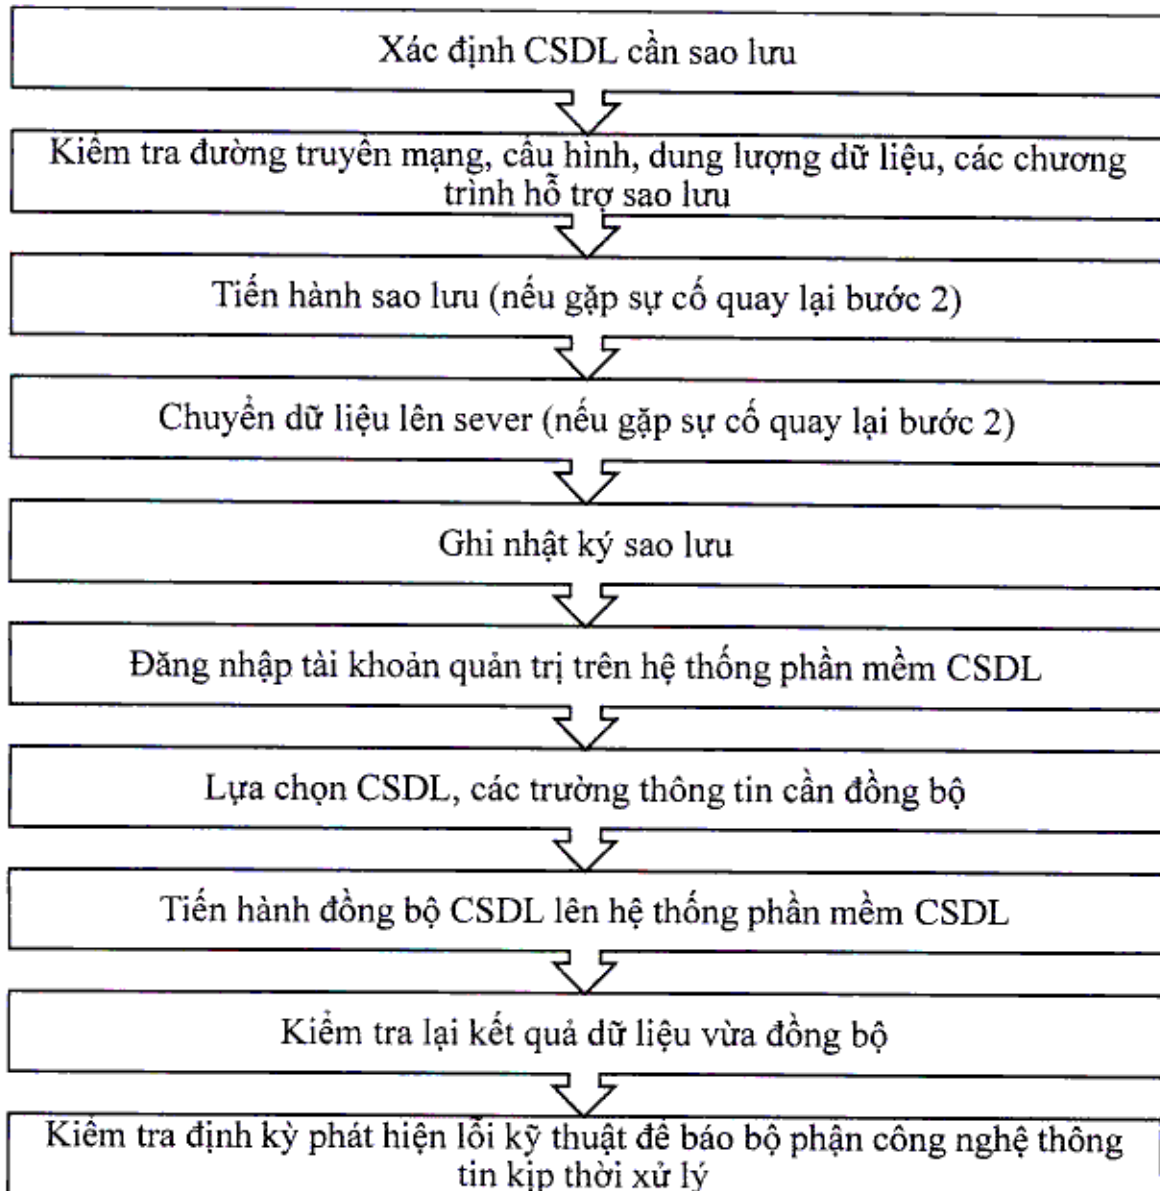 Xác định CSDL cần sao lưu
Kiểm tra đường truyền mạng, cấu hình, dung lượng dữ liệu, các chương
trình hỗ trợ sao lưu
Tiến hành sao lưu (nếu gặp sự cố quay lại bước 2)
Chuyển dữ liệu lên sever (nếu gặp sự cố quay lại bước 2)
Ghi nhật ký sao lưu
Đăng nhập tài khoản quản trị trên hệ thống phần mềm CSDL
Lựa chọn CSDL, các trường thông tin cần đồng bộ
Tiến hành đồng bộ CSDL lên hệ thống phần mềm CSDL
Kiểm tra lại kết quả dữ liệu vừa đồng bộ
Kiểm tra định kỳ phát hiện lỗi kỹ thuật để báo bộ phận công nghệ thông
tin kịp thời xử lý